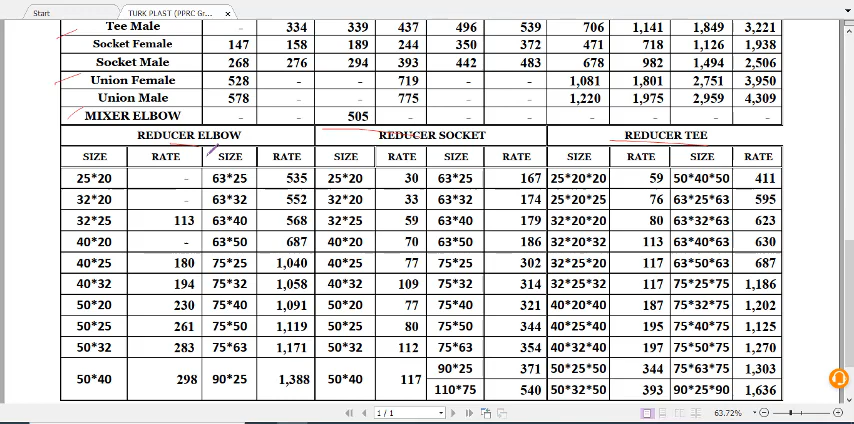 Start
TURK PLAST (PPRC Gr...
Tee Male - 334 339 437 496 539 706 1,141 1,849 3,221
Socket Female 147 158 189 244 350 372 471 718 1,126 1,938
Socket Male 268 276 294 393 442 483 678 982 1,494 2,506
Union Female 528 - - 719 - - 1,081 1,801 2,751 3,950
Union Male 578 - - 775 - - 1,220 1,975 2,959 4,309
MIXER ELBOW - - 505 - - - - - - -
REDUCER ELBOW REDUCER SOCKET REDUCER TEE
SIZE RATE SIZE RATE SIZE RATE SIZE RATE SIZE RATE SIZE RATE
25*20 - 63*25 535 25*20 30 63*25 167 25*20*20 59 50*40*50 411
32*20 - 63*32 552 32*20 33 63*32 174 25*20*25 76 63*25*63 595
32*25 113 63*40 568 32*25 59 63*40 179 32*20*20 80 63*32*63 623
40*20 - 63*50 687 40*20 70 63*50 186 32*20*32 113 63*40*63 630
40*25 180 75*25 1,040 40*25 77 75*25 302 32*25*20 117 63*50*63 687
40*32 194 75*32 1,058 40*32 109 75*32 314 32*25*32 117 75*25*75 1,186
50*20 230 75*40 1,091 50*20 77 75*40 321 40*20*40 187 75*32*75 1,202
50*25 261 75*50 1,119 50*25 80 75*50 344 40*25*40 195 75*40*75 1,125
50*32 283 75*63 1,171 50*32 112 75*63 354 40*32*40 197 75*50*75 1,270
50*40 298 90*25 1,388 50*40 117 90*25 371 50*25*50 344 75*63*75 1,303
110*75 540 50*32*50 393 90*25*90 1,636
1/1
63.72%